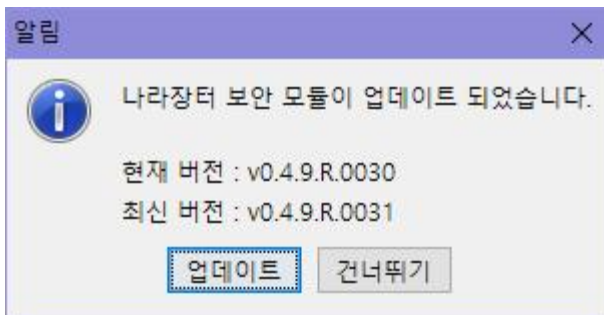 알림
나라장터 보안 모듈이 업데이트 되었습니다.
현재 버전 : v0.4.9.R.0030
최신 버전 : v0.4.9.R.0031
업데이트 건너뛰기